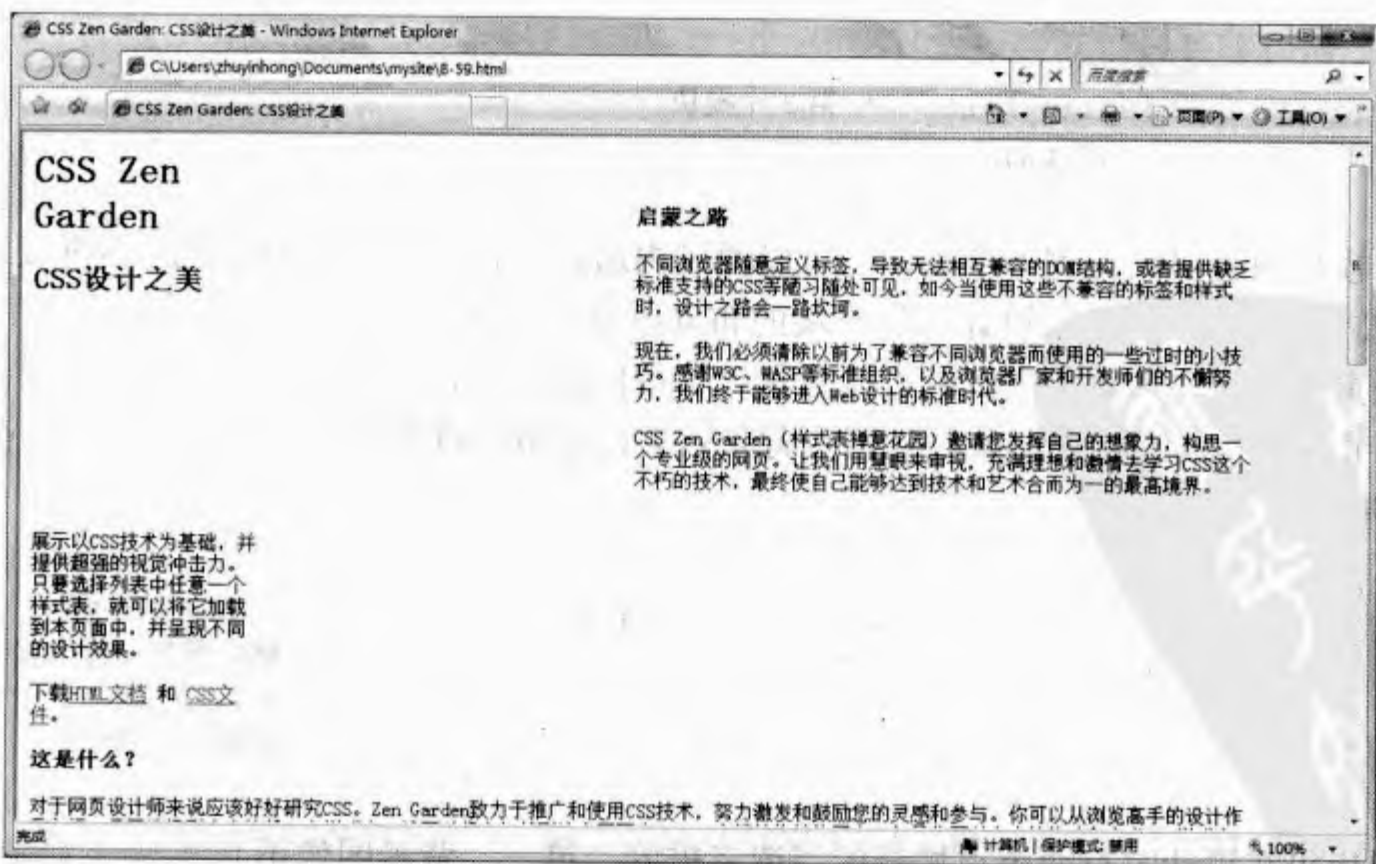 CSS Zen Garden: CSS设计之美 - Windows Internet Explorer
C:\Users\zhuyinhong\Documents\mysite\8-59.html
百度搜索
CSS Zen Garden: CSS设计之美
页面(P)
工具(O)
CSS Zen
Garden
CSS设计之美
启蒙之路
不同浏览器随意定义标签，导致无法相互兼容的DOM结构，或者提供缺乏
标准支持的CSS等陋习随处可见，如今当使用这些不兼容的标签和样式
时，设计之路会一路坎坷。
现在，我们必须清除以前为了兼容不同浏览器而使用的一些过时的小技
巧。感谢W3C、WASP等标准组织，以及浏览器厂家和开发师们的不懈努
力，我们终于能够进入Web设计的标准时代。
CSS Zen Garden（样式表禅意花园）邀请您发挥自己的想象力，构思一
个专业级的网页。让我们用慧眼来审视，充满理想和激情去学习CSS这个
不朽的技术，最终使自己能够达到技术和艺术合而为一的最高境界。
展示以CSS技术为基础，并
提供超强的视觉冲击力。
只要选择列表中任意一个
样式表，就可以将它加载
到本页面中，并呈现不同
的设计效果。
下载HTML文档 和 CSS文
件。
这是什么？
对于网页设计师来说应该好好研究CSS。Zen Garden致力于推广和使用CSS技术，努力激发和鼓励您的灵感和参与。你可以从浏览高手的设计作
完成
计算机 | 保护模式: 禁用
100%